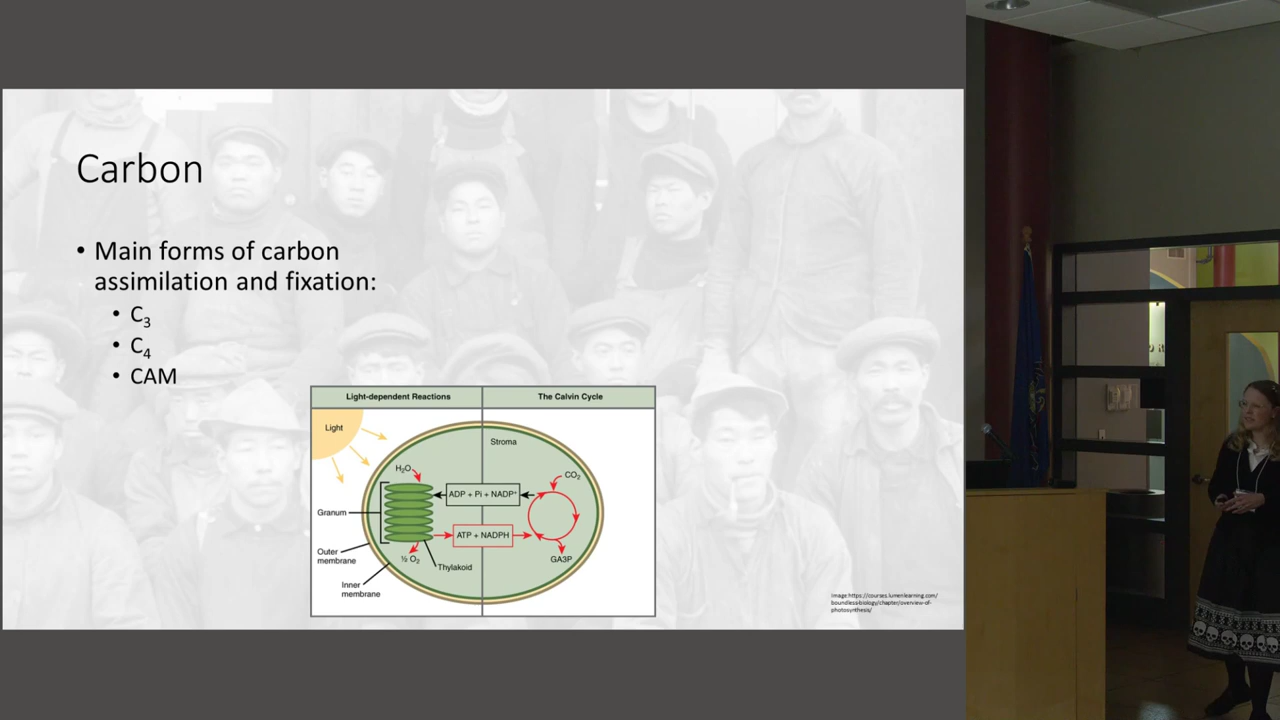 Carbon
• Main forms of carbon
assimilation and fixation:
• C₃
• C₄
• CAM
Light-dependent Reactions
The Calvin Cycle
Light
Stroma
H₂O
CO₂
ADP + Pi + NADP⁺
Granum
ATP + NADPH
Outer
membrane
½ O₂
GA3P
Thylakoid
Inner
membrane
Image:https://courses.lumenlearning.com/
boundless-biology/chapter/overview-of-
photosynthesis/